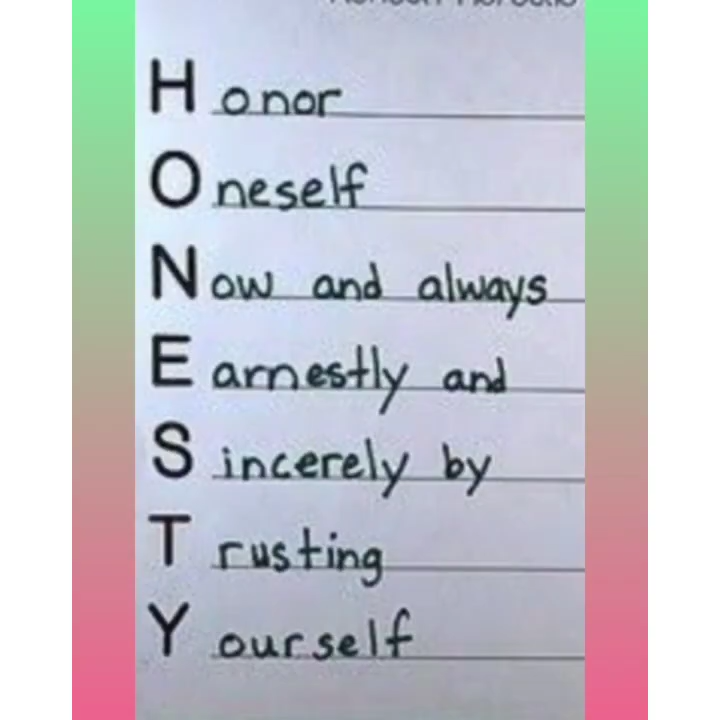 Honor
Oneself
Now and always
Earnestly and
Sincerely by
Trusting
Yourself